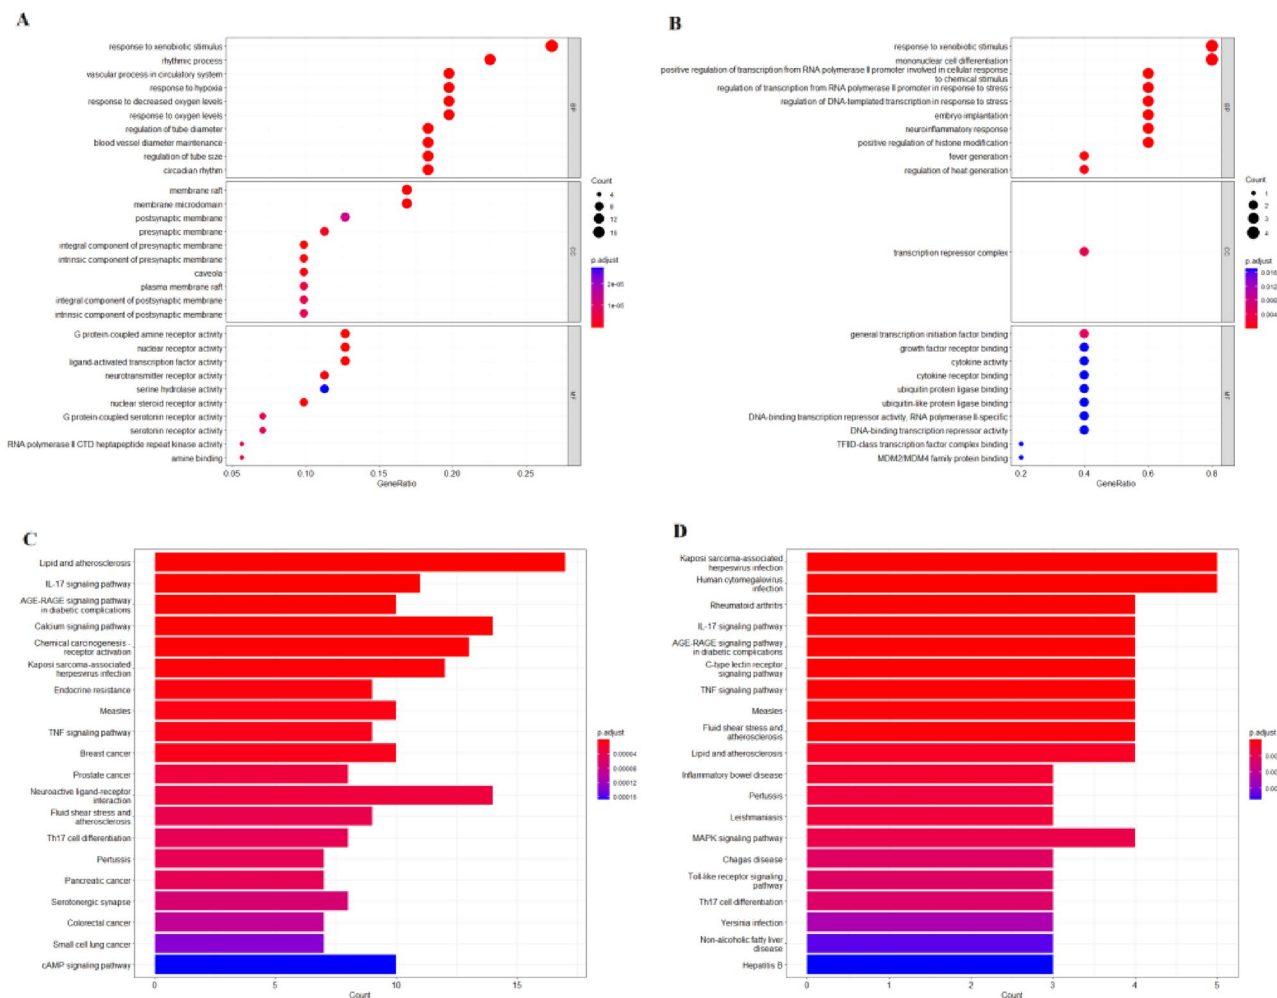 A
response to xenobiotic stimulus
rhythmic process
vascular process in circulatory system
response to hypoxia
response to decreased oxygen levels
response to oxygen levels
regulation of tube diameter
blood vessel diameter maintenance
regulation of tube size
circadian rhythm
BP
membrane raft
membrane microdomain
postsynaptic membrane
presynaptic membrane
integral component of presynaptic membrane
intrinsic component of presynaptic membrane
caveola
plasma membrane raft
integral component of postsynaptic membrane
intrinsic component of postsynaptic membrane
CC
G protein-coupled amine receptor activity
nuclear receptor activity
ligand-activated transcription factor activity
neurotransmitter receptor activity
serine hydrolase activity
nuclear steroid receptor activity
G protein-coupled serotonin receptor activity
serotonin receptor activity
RNA polymerase II CTD heptapeptide repeat kinase activity
amine binding
MF
0.05 0.10 0.15 0.20 0.25
GeneRatio
Count
4
8
12
16
p.adjust
2e-05
1e-05
B
response to xenobiotic stimulus
mononuclear cell differentiation
positive regulation of transcription from RNA polymerase II promoter involved in cellular response
to chemical stimulus
regulation of transcription from RNA polymerase II promoter in response to stress
regulation of DNA-templated transcription in response to stress
embryo implantation
neuroinflammatory response
positive regulation of histone modification
fever generation
regulation of heat generation
BP
transcription repressor complex
CC
general transcription initiation factor binding
growth factor receptor binding
cytokine activity
cytokine receptor binding
ubiquitin protein ligase binding
ubiquitin-like protein ligase binding
DNA-binding transcription repressor activity, RNA polymerase II-specific
DNA-binding transcription repressor activity
TFIID-class transcription factor complex binding
MDM2/MDM4 family protein binding
MF
0.2 0.4 0.6 0.8
GeneRatio
Count
1
2
3
4
p.adjust
0.016
0.012
0.008
0.004
C
Lipid and atherosclerosis
IL-17 signaling pathway
AGE-RAGE signaling pathway
in diabetic complications
Calcium signaling pathway
Chemical carcinogenesis -
receptor activation
Kaposi sarcoma-associated
herpesvirus infection
Endocrine resistance
Measles
TNF signaling pathway
Breast cancer
Prostate cancer
Neuroactive ligand-receptor
interaction
Fluid shear stress and
atherosclerosis
Th17 cell differentiation
Pertussis
Pancreatic cancer
Serotonergic synapse
Colorectal cancer
Small cell lung cancer
cAMP signaling pathway
0 5 10 15
Count
p.adjust
0.00004
0.00008
0.00012
0.00016
D
Kaposi sarcoma-associated
herpesvirus infection
Human cytomegalovirus
infection
Rheumatoid arthritis
IL-17 signaling pathway
AGE-RAGE signaling pathway
in diabetic complications
C-type lectin receptor
signaling pathway
TNF signaling pathway
Measles
Fluid shear stress and
atherosclerosis
Lipid and atherosclerosis
Inflammatory bowel disease
Pertussis
Leishmaniasis
MAPK signaling pathway
Chagas disease
Toll-like receptor signaling
pathway
Th17 cell differentiation
Yersinia infection
Non-alcoholic fatty liver
disease
Hepatitis B
0 1 2 3 4 5
Count
p.adjust
0.00
0.00
0.00